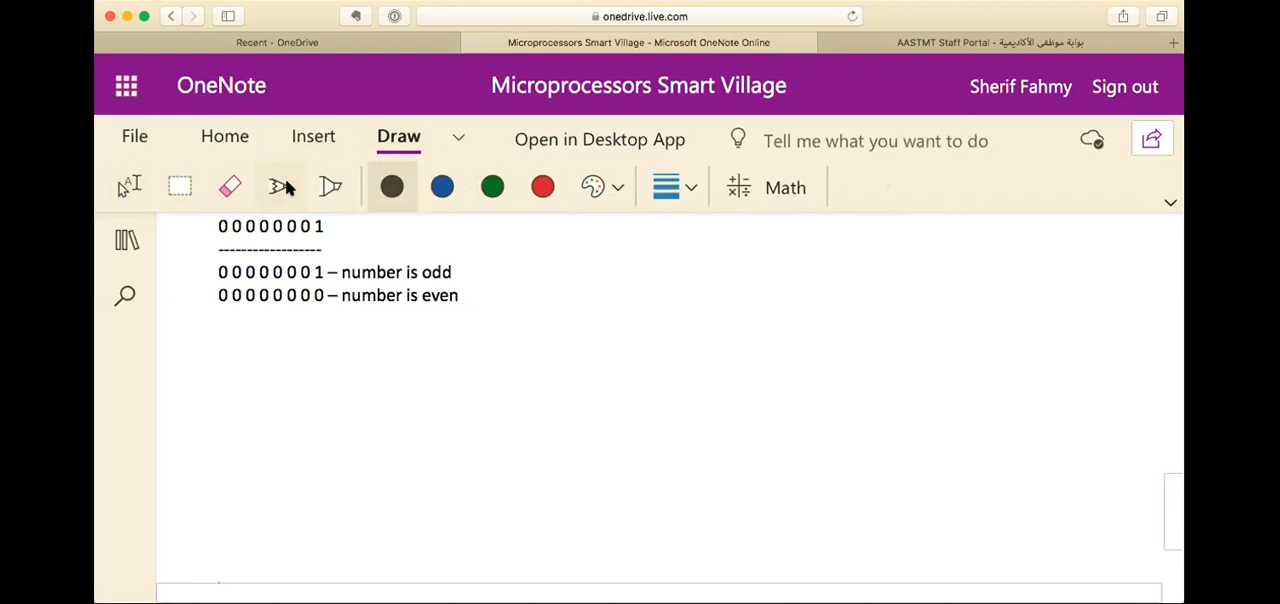 onedrive.live.com
Recent - OneDrive
Microprocessors Smart Village - Microsoft OneNote Online
AASTMT Staff Portal - بوابة موظفى الأكاديمية
OneNote
Microprocessors Smart Village
Sherif Fahmy
Sign out
File
Home
Insert
Draw
Open in Desktop App
Tell me what you want to do
Math
0 0 0 0 0 0 0 1
------------------
0 0 0 0 0 0 0 1 – number is odd
0 0 0 0 0 0 0 0 – number is even